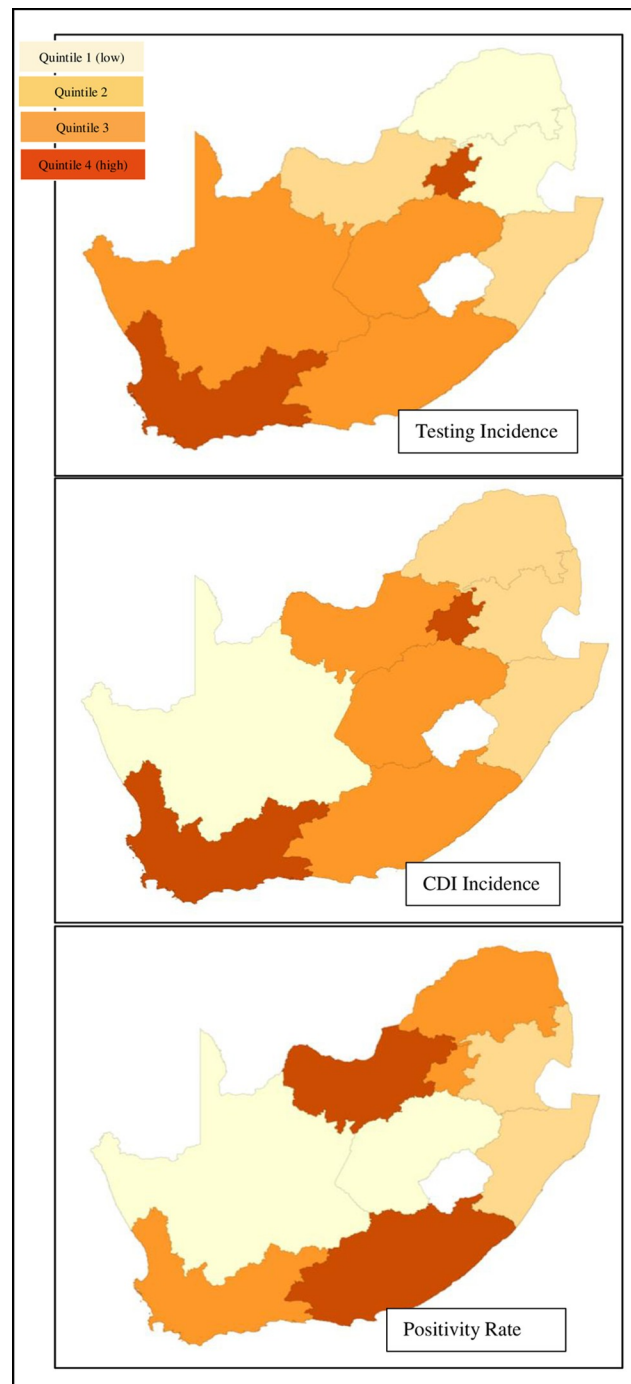 Quintile 1 (low)
Quintile 2
Quintile 3
Quintile 4 (high)
Testing Incidence
CDI Incidence
Positivity Rate